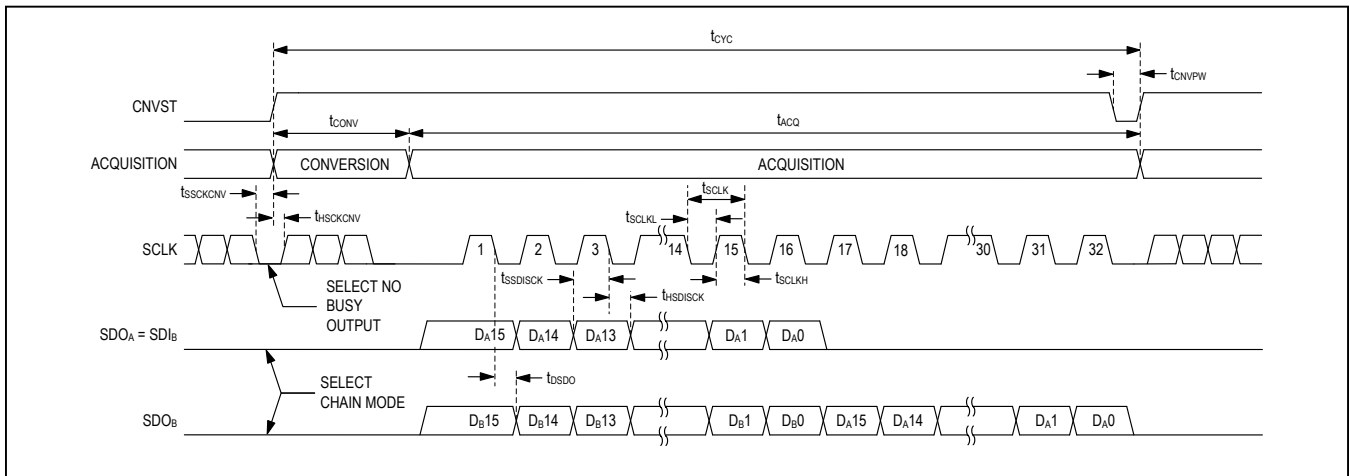 tCYC
tCNVPW
CNVST
tCONV
tACQ
ACQUISITION
CONVERSION
ACQUISITION
tSSCKCNV
tHSCKCNV
tSCLK
tSCLKL
SCLK
1 2 3 14 15 16 17 18 30 31 32
tSSDISCK
tHSDISCK
tSCLKH
SELECT NO
BUSY
OUTPUT
SDOA = SDIB
DA15 DA14 DA13 DA1 DA0
SELECT
CHAIN MODE
tDSDO
SDOB
DB15 DB14 DB13 DB1 DB0 DA15 DA14 DA1 DA0